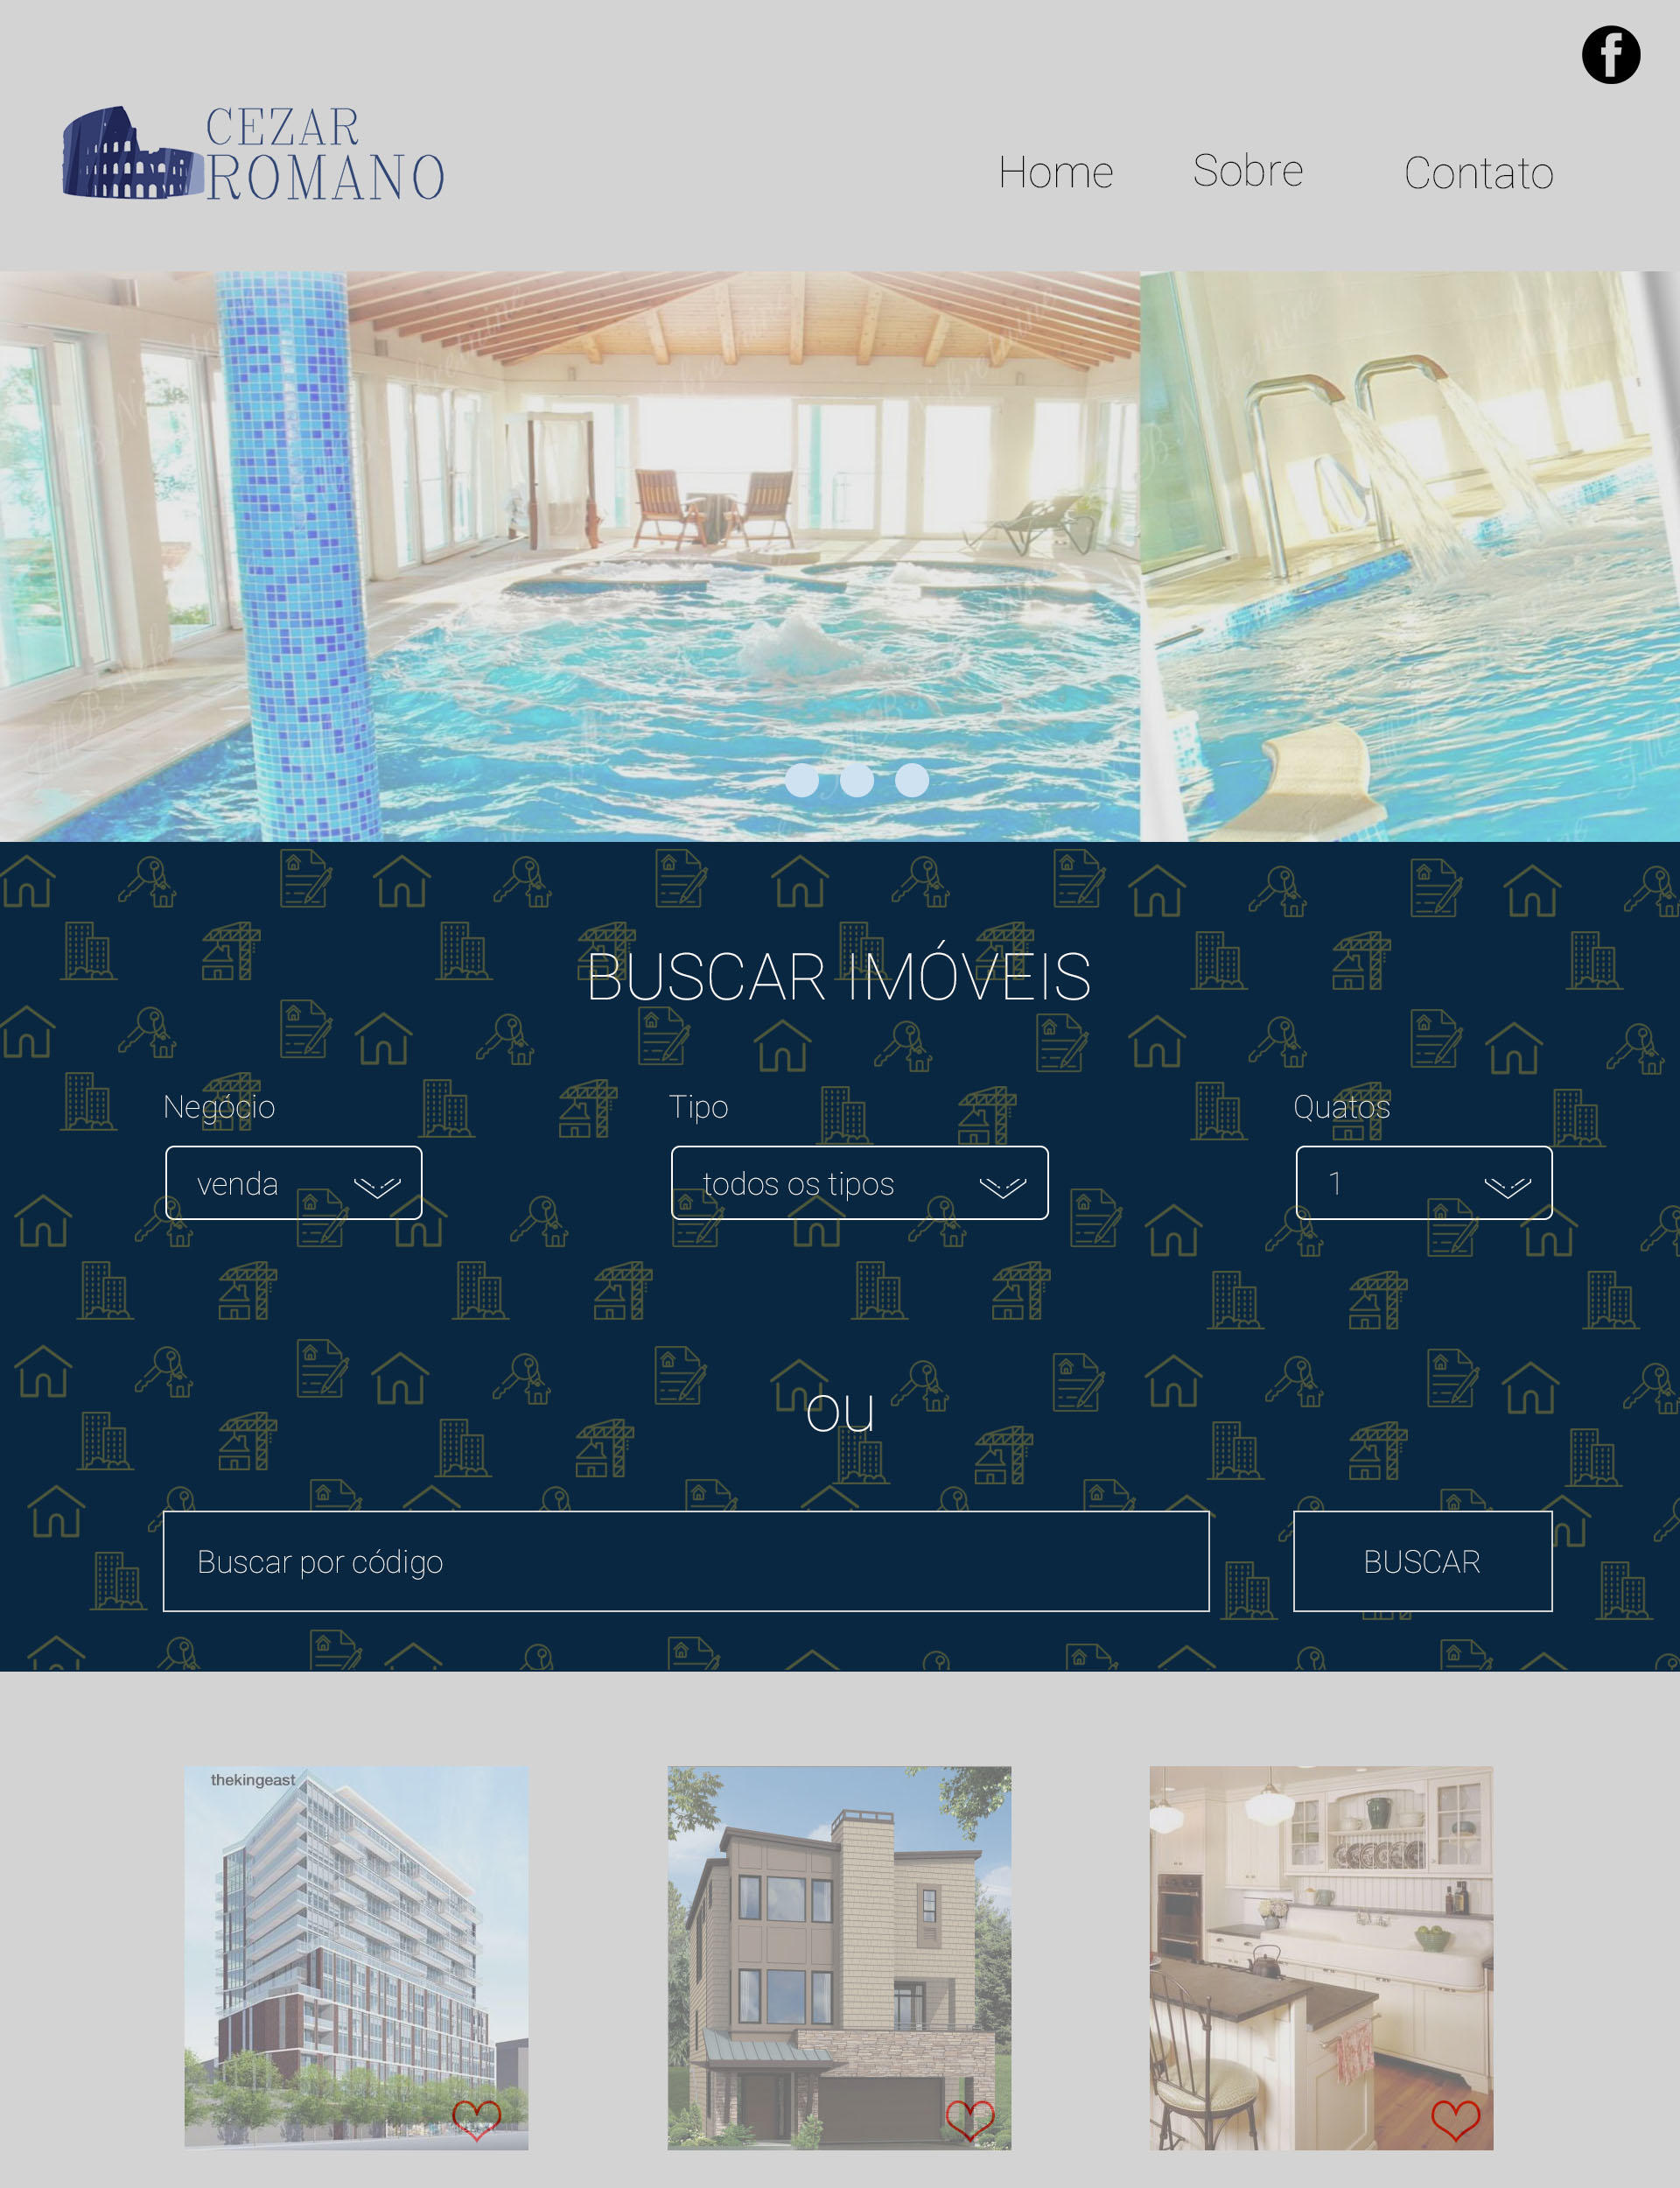 CEZAR
ROMANO
Home Sobre Contato
BUSCAR IMÓVEIS
Negócio Tipo Quatos
venda todos os tipos 1
ou
Buscar por código BUSCAR
thekingeast